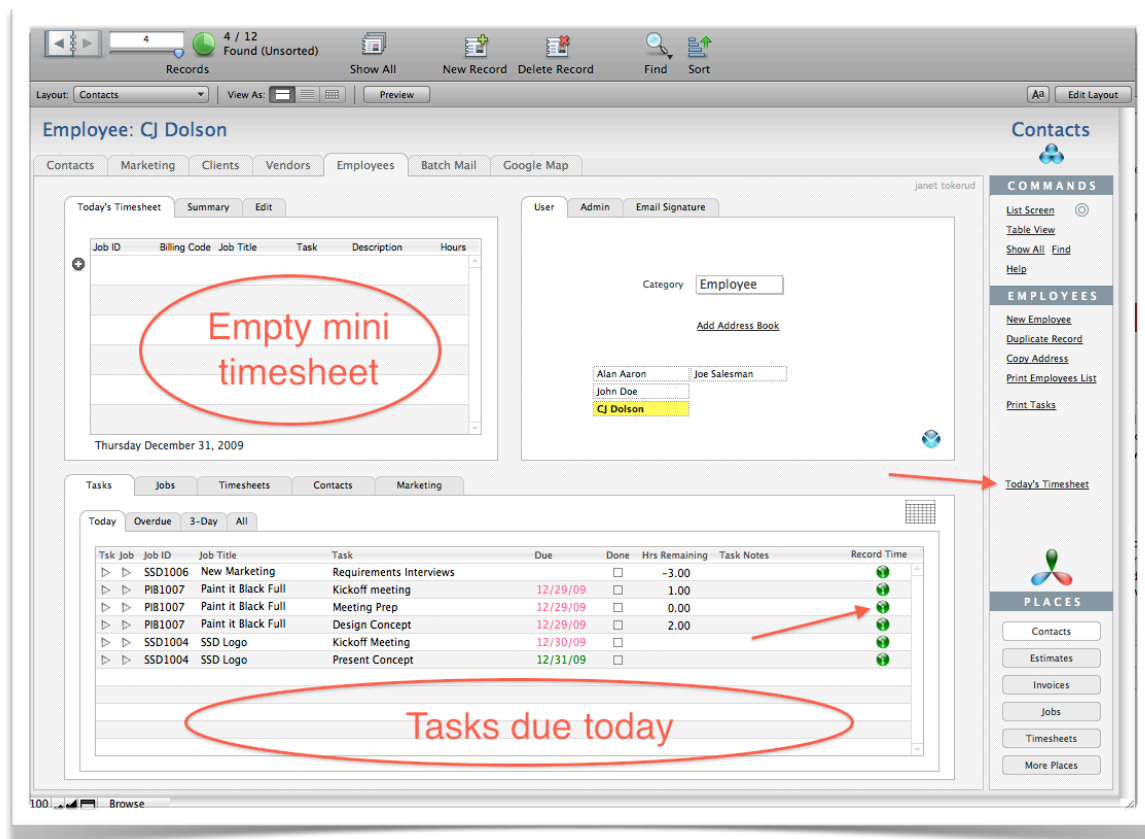 4
4 / 12
Found (Unsorted)
Records
Show All
New Record
Delete Record
Find
Sort
Layout: Contacts
View As:
Preview
Aa
Edit Layout
Employee: CJ Dolson
Contacts
Contacts Marketing Clients Vendors Employees Batch Mail Google Map
janet tokerud
Today's Timesheet Summary Edit
Job ID Billing Code Job Title Task Description Hours
Empty mini
timesheet
Thursday December 31, 2009
User Admin Email Signature
Category Employee
Add Address Book
Alan Aaron Joe Salesman
John Doe
CJ Dolson
COMMANDS
List Screen
Table View
Show All Find
Help
EMPLOYEES
New Employee
Duplicate Record
Copy Address
Print Employees List
Print Tasks
Today's Timesheet
Tasks Jobs Timesheets Contacts Marketing
Today Overdue 3-Day All
Tsk Job Job ID Job Title Task Due Done Hrs Remaining Task Notes Record Time
SSD1006 New Marketing Requirements Interviews -3.00
PIB1007 Paint it Black Full Kickoff meeting 12/29/09 1.00
PIB1007 Paint it Black Full Meeting Prep 12/29/09 0.00
PIB1007 Paint it Black Full Design Concept 12/29/09 2.00
SSD1004 SSD Logo Kickoff Meeting 12/30/09
SSD1004 SSD Logo Present Concept 12/31/09
Tasks due today
PLACES
Contacts
Estimates
Invoices
Jobs
Timesheets
More Places
100
Browse